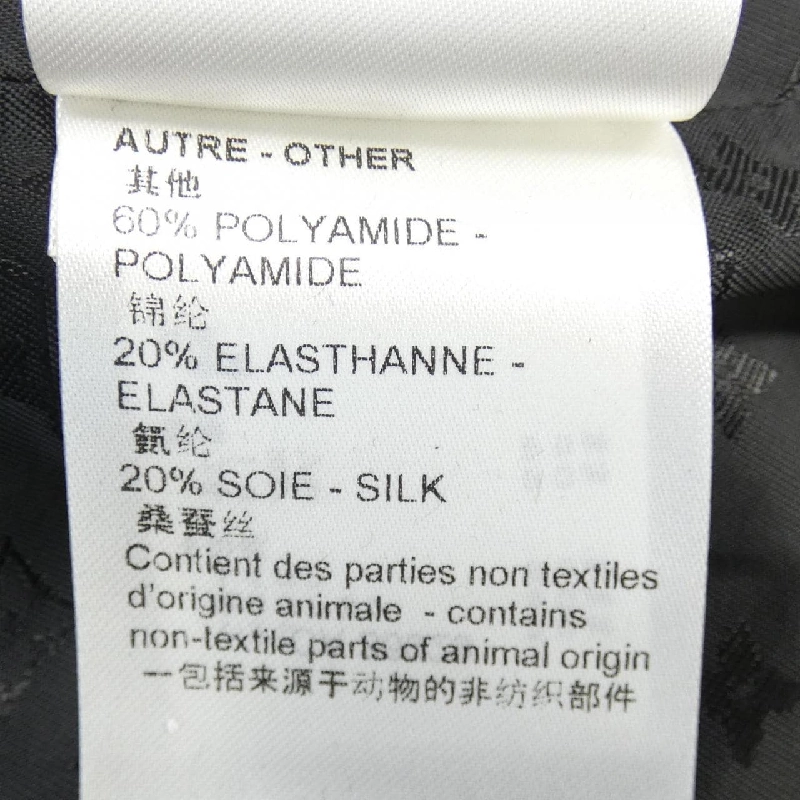 AUTRE - OTHER
其他
60% POLYAMIDE -
POLYAMIDE
锦纶
20% ELASTHANNE -
ELASTANE
氨纶
20% SOIE - SILK
桑蚕丝
Contient des parties non textiles
d'origine animale - contains
non-textile parts of animal origin
一包括来源于动物的非纺织部件